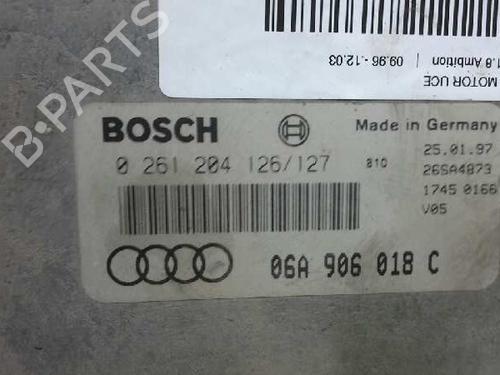 MOTOR UCE
1.8 Ambition
09.96 - 12.03
BOSCH
Made in Germany
0 261 204 126/127
810
25.01.97
26SA4873
1745 0166
V05
06A 906 018 C